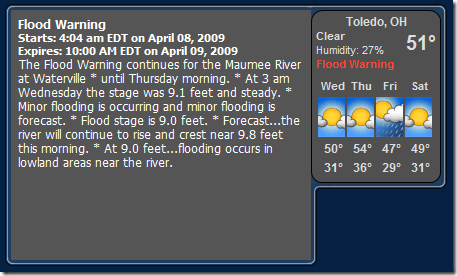 Flood Warning
Starts: 4:04 am EDT on April 08, 2009
Expires: 10:00 AM EDT on April 09, 2009
The Flood Warning continues for the Maumee River
at Waterville * until Thursday morning. * At 3 am
Wednesday the stage was 9.1 feet and steady. *
Minor flooding is occurring and minor flooding is
forecast. * Flood stage is 9.0 feet. * Forecast...the
river will continue to rise and crest near 9.8 feet
this morning. * At 9.0 feet...flooding occurs in
lowland areas near the river.
Toledo, OH
Clear
51°
Humidity: 27%
Flood Warning
Wed Thu Fri Sat
50° 54° 47° 49°
31° 36° 29° 31°